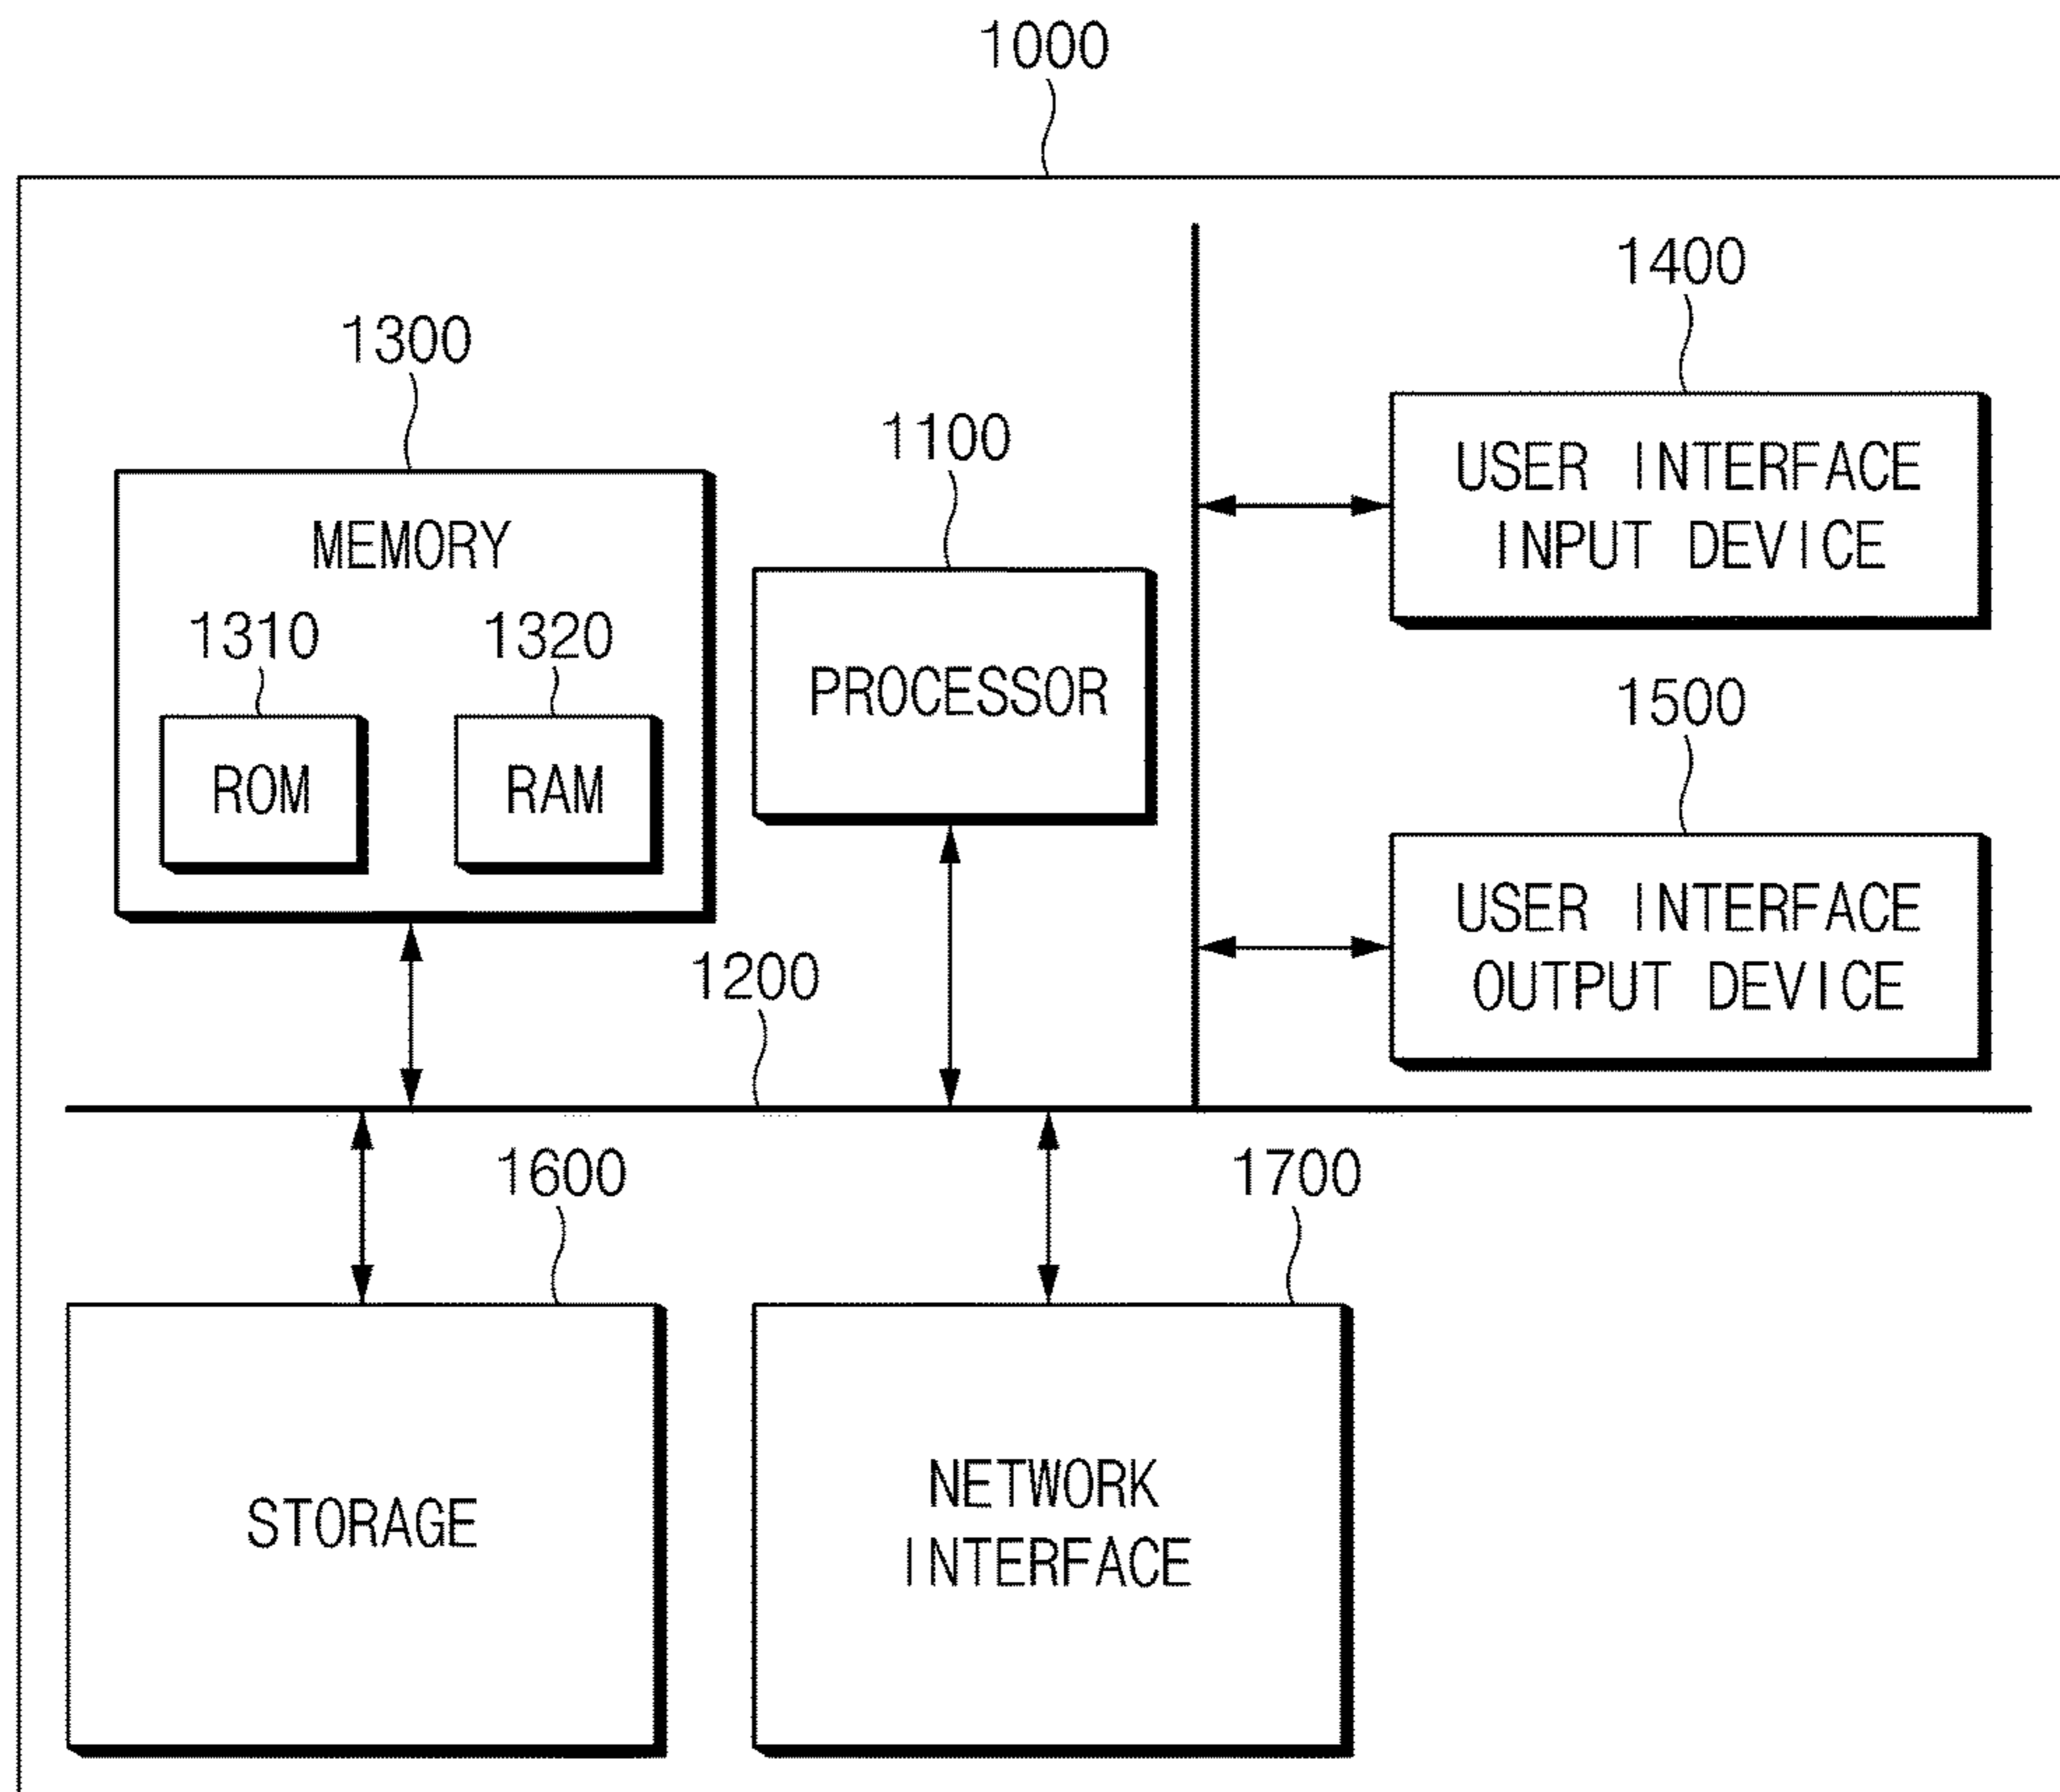 1000
1300
1100
1400
MEMORY
1310
1320
ROM
RAM
PROCESSOR
USER INTERFACE
INPUT DEVICE
1500
USER INTERFACE
OUTPUT DEVICE
1200
1600
1700
STORAGE
NETWORK
INTERFACE